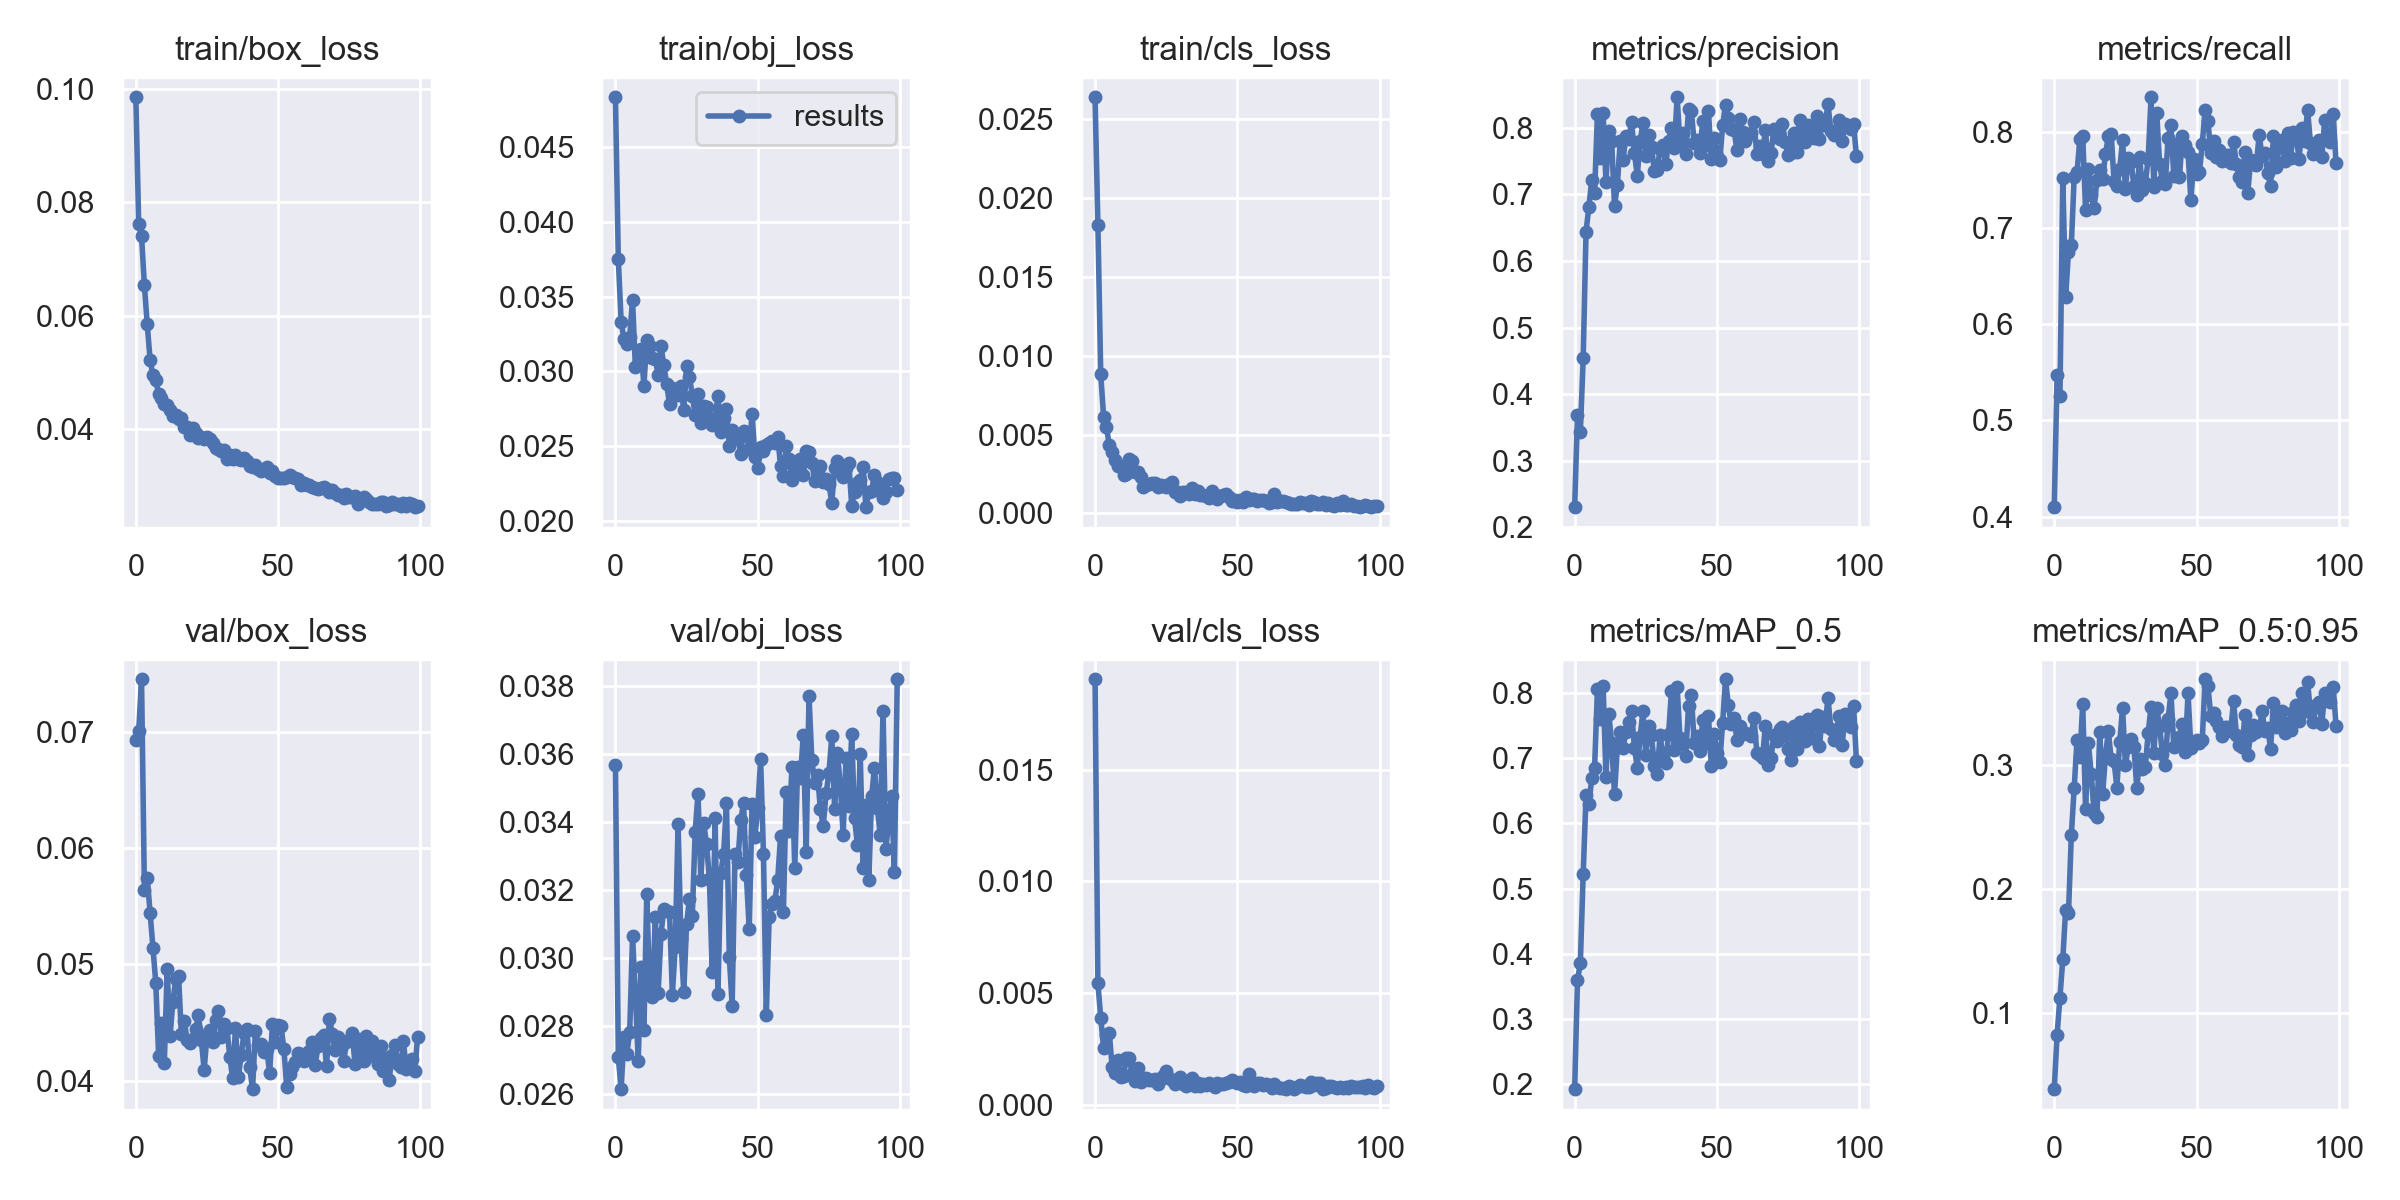 train/box_loss
0.10
0.08
0.06
0.04
0 50 100
train/obj_loss
results
0.045
0.040
0.035
0.030
0.025
0.020
0 50 100
train/cls_loss
0.025
0.020
0.015
0.010
0.005
0.000
0 50 100
metrics/precision
0.8
0.7
0.6
0.5
0.4
0.3
0.2
0 50 100
metrics/recall
0.8
0.7
0.6
0.5
0.4
0 50 100
val/box_loss
0.07
0.06
0.05
0.04
0 50 100
val/obj_loss
0.038
0.036
0.034
0.032
0.030
0.028
0.026
0 50 100
val/cls_loss
0.015
0.010
0.005
0.000
0 50 100
metrics/mAP_0.5
0.8
0.7
0.6
0.5
0.4
0.3
0.2
0 50 100
metrics/mAP_0.5:0.95
0.3
0.2
0.1
0 50 100